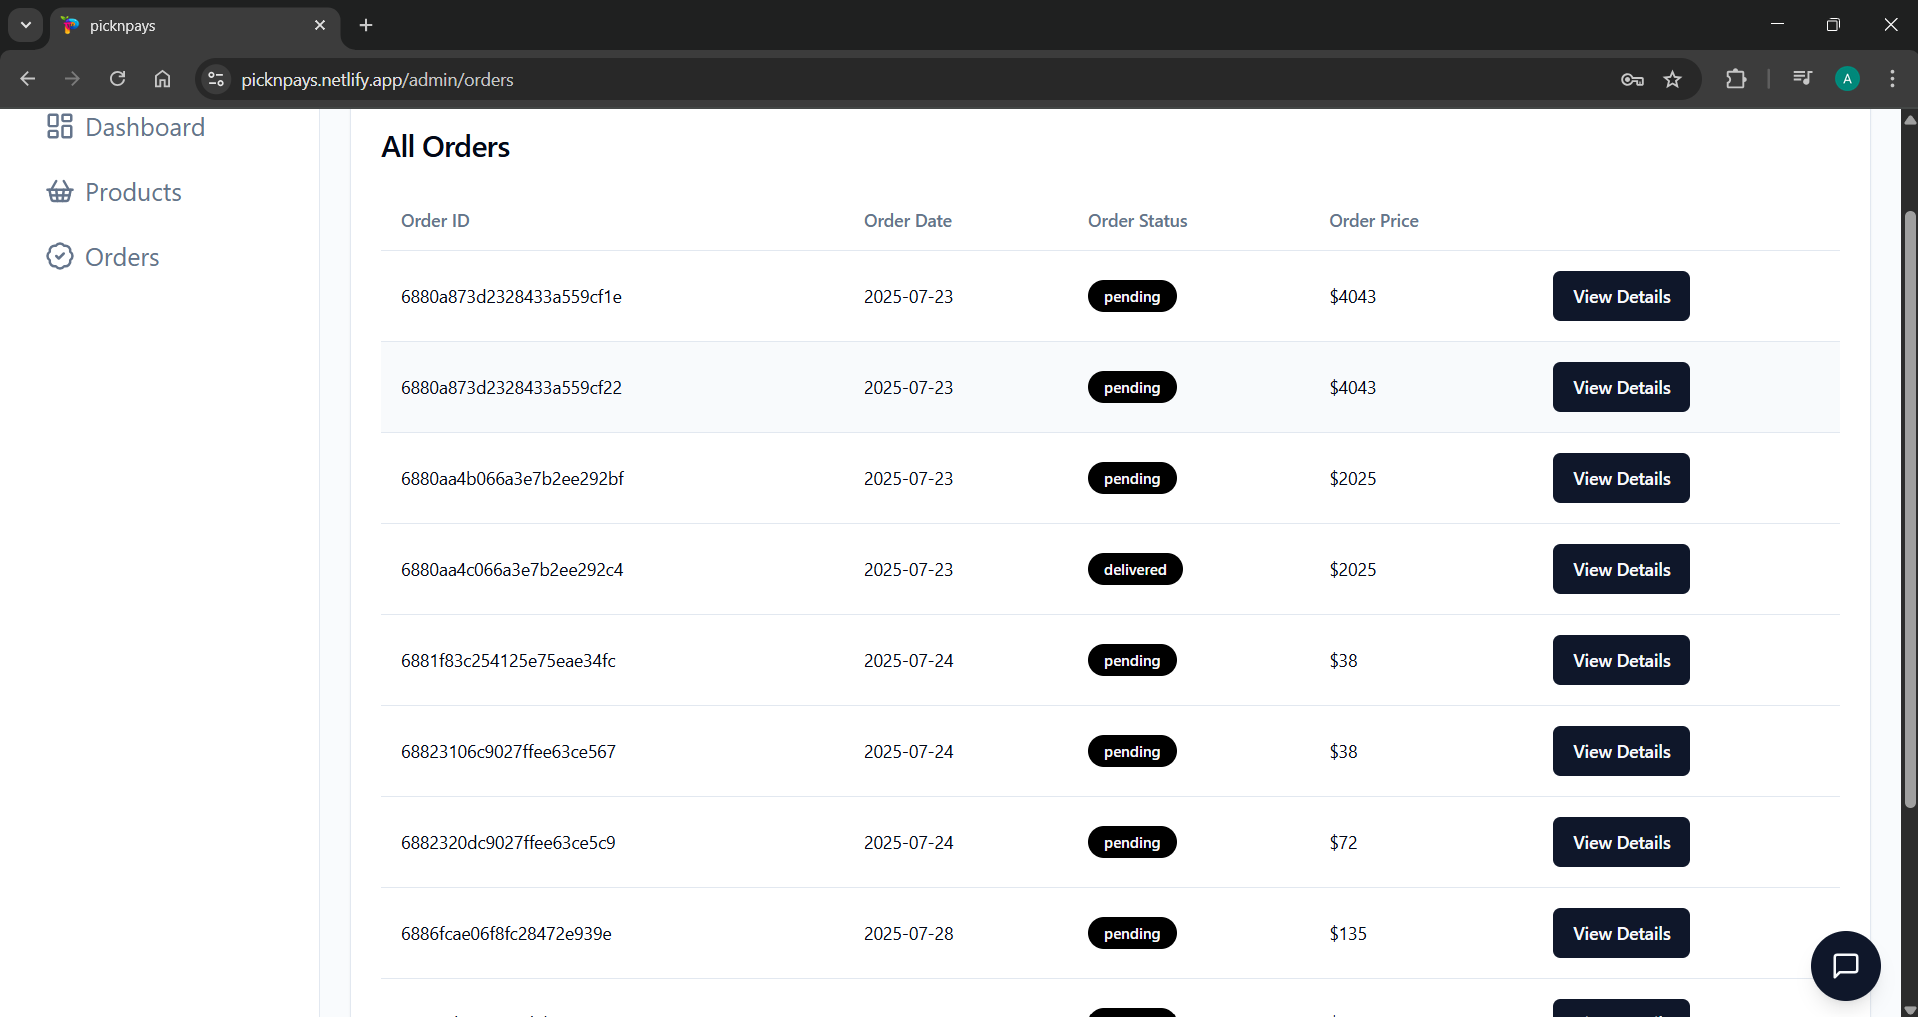 picknpays
picknpays.netlify.app/admin/orders
A
Dashboard
Products
Orders
All Orders
Order ID Order Date Order Status Order Price
6880a873d2328433a559cf1e 2025-07-23 pending $4043 View Details
6880a873d2328433a559cf22 2025-07-23 pending $4043 View Details
6880aa4b066a3e7b2ee292bf 2025-07-23 pending $2025 View Details
6880aa4c066a3e7b2ee292c4 2025-07-23 delivered $2025 View Details
6881f83c254125e75eae34fc 2025-07-24 pending $38 View Details
68823106c9027ffee63ce567 2025-07-24 pending $38 View Details
6882320dc9027ffee63ce5c9 2025-07-24 pending $72 View Details
6886fcae06f8fc28472e939e 2025-07-28 pending $135 View Details